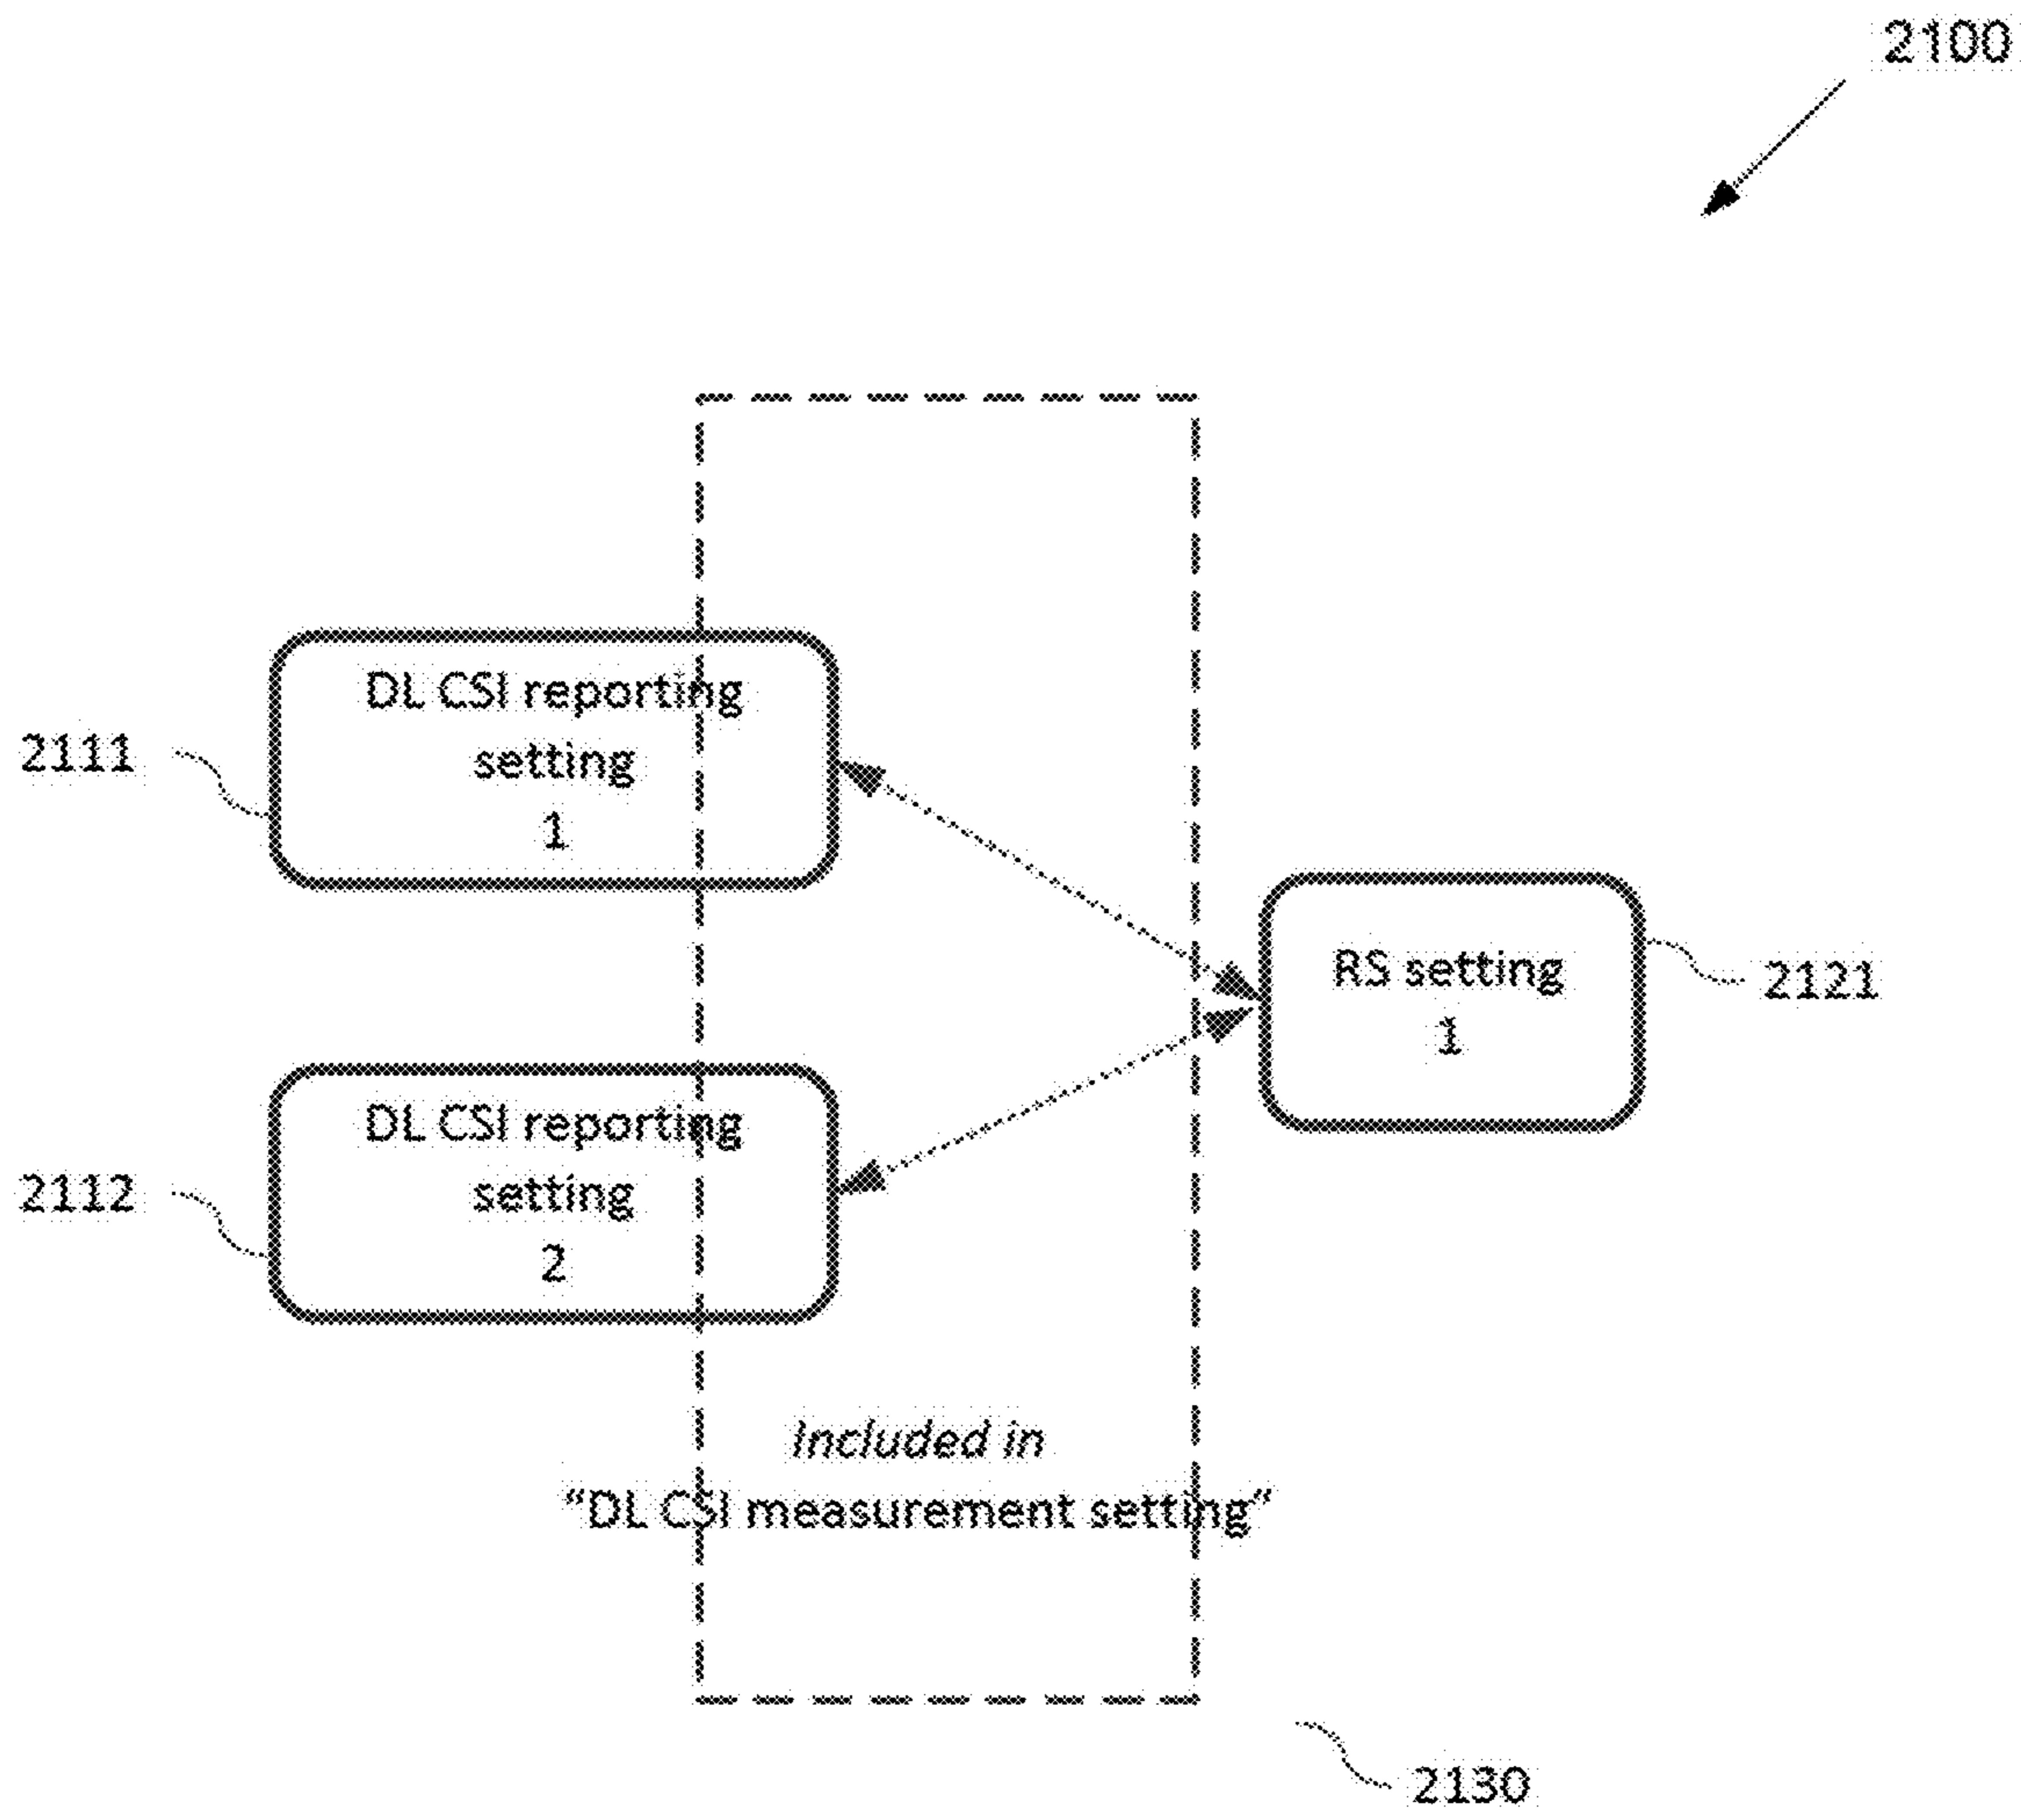 2100
DL CSI reporting
setting
1
2111
RS setting
1
2121
DL CSI reporting
setting
2
2112
Included in
“DL CSI measurement setting”
2130